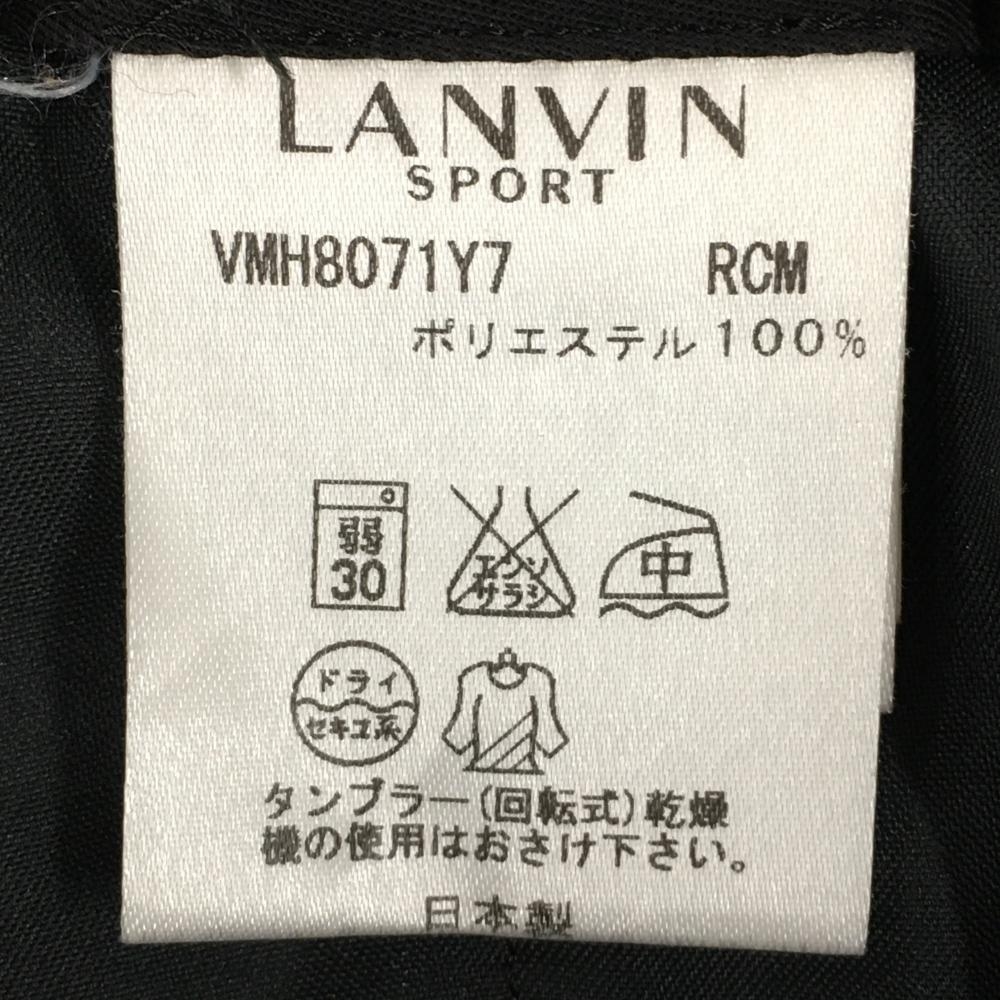 LANVIN
SPORT
VMH8071Y7 RCM
ポリエステル100%
弱
30
エンソ
サラシ
中
ドライ
セキユ系
タンブラー(回転式)乾燥
機の使用はおさけ下さい。
日本製